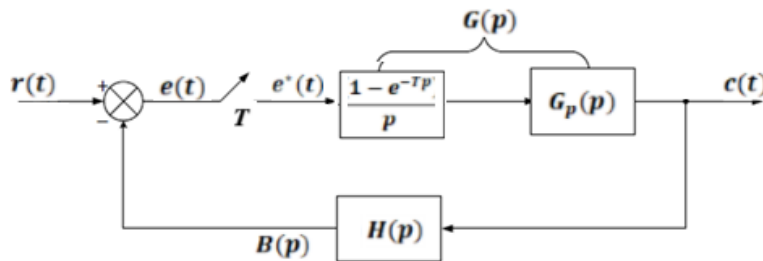 G(p)
r(t)
+
−
e(t)
T
e*(t)
1 − e^{-Tp}
p
G_p(p)
c(t)
B(p)
H(p)